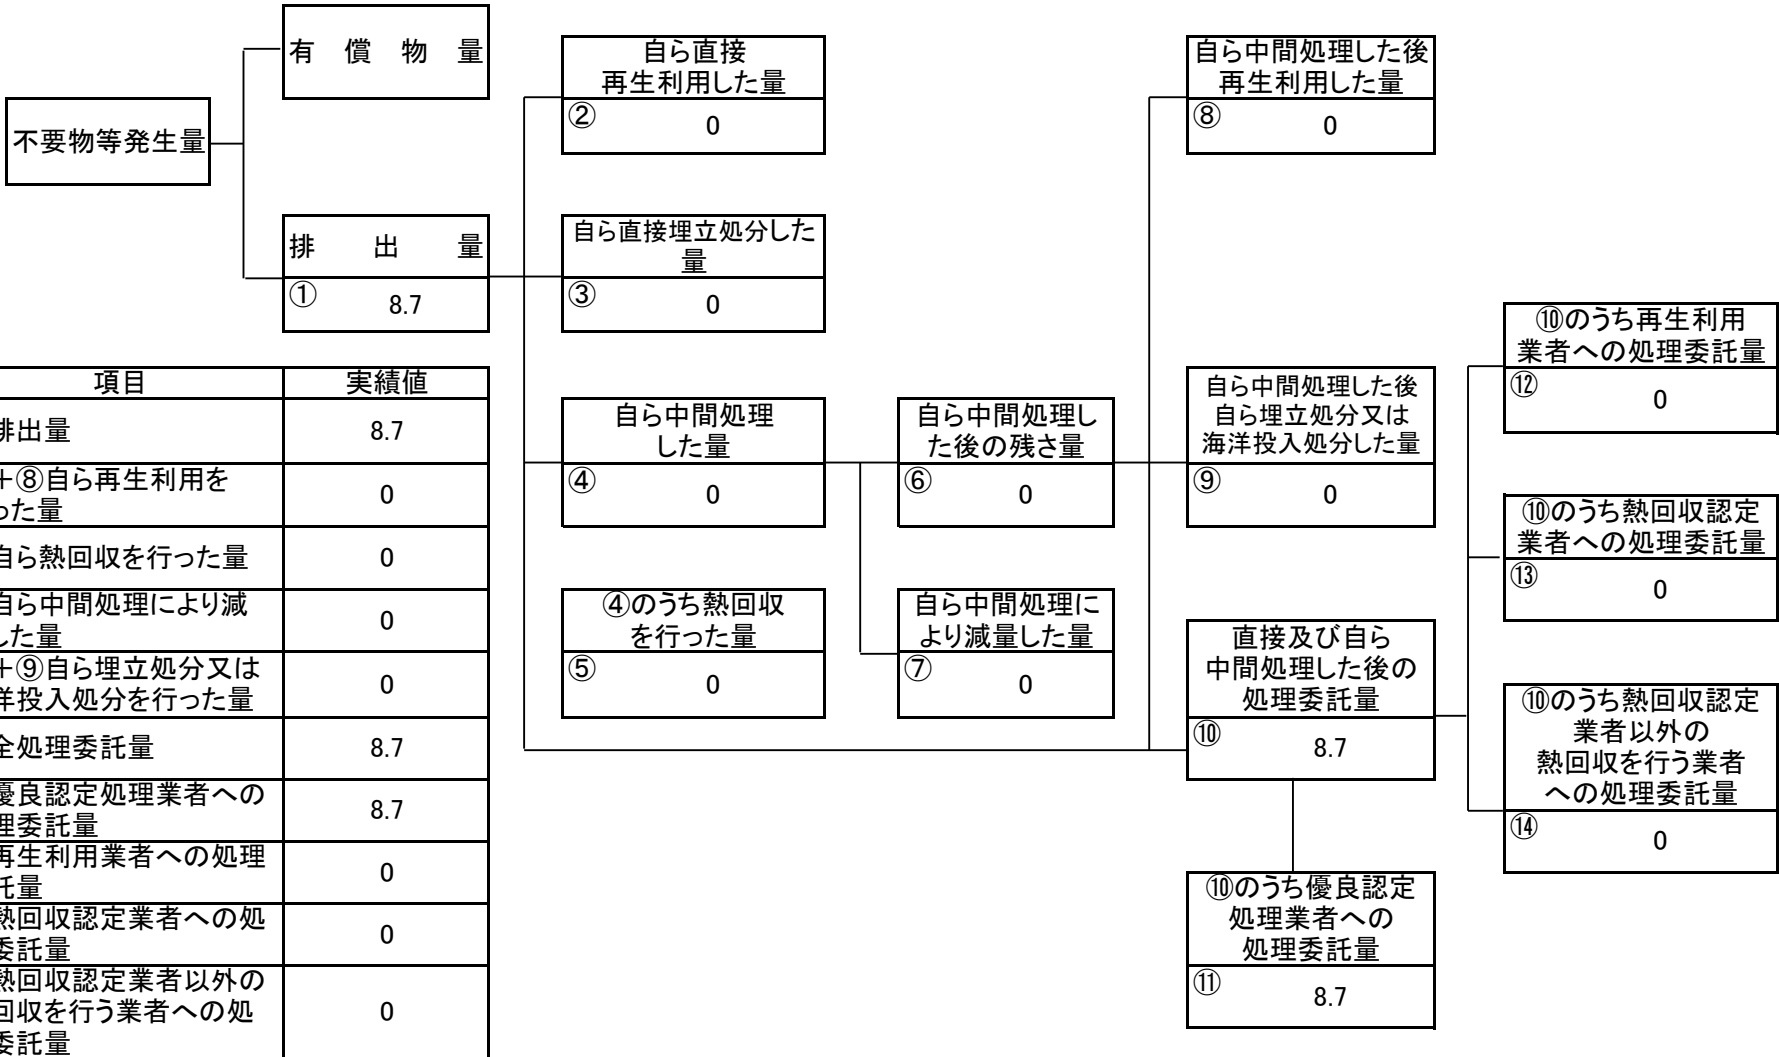 有償物量
不要物等発生量
排出量
①
8.7
自ら直接
再生利用した量
②
0
自ら直接埋立処分した
量
③
0
自ら中間処理
した量
④
0
④のうち熱回収
を行った量
⑤
0
自ら中間処理し
た後の残さ量
⑥
0
自ら中間処理に
より減量した量
⑦
0
自ら中間処理した後
再生利用した量
⑧
0
自ら中間処理した後
自ら埋立処分又は
海洋投入処分した量
⑨
0
直接及び自ら
中間処理した後の
処理委託量
⑩
8.7
⑩のうち優良認定
処理業者への
処理委託量
⑪
8.7
⑩のうち再生利用
業者への処理委託量
⑫
0
⑩のうち熱回収認定
業者への処理委託量
⑬
0
⑩のうち熱回収認定
業者以外の
熱回収を行う業者
への処理委託量
⑭
0
項目 実績値
排出量 8.7
+⑧自ら再生利用を
った量 0
自ら熱回収を行った量 0
自ら中間処理により減
した量 0
+⑨自ら埋立処分又は
洋投入処分を行った量 0
全処理委託量 8.7
優良認定処理業者への
理委託量 8.7
再生利用業者への処理
託量 0
熱回収認定業者への処
委託量 0
熱回収認定業者以外の
回収を行う業者への処
委託量 0